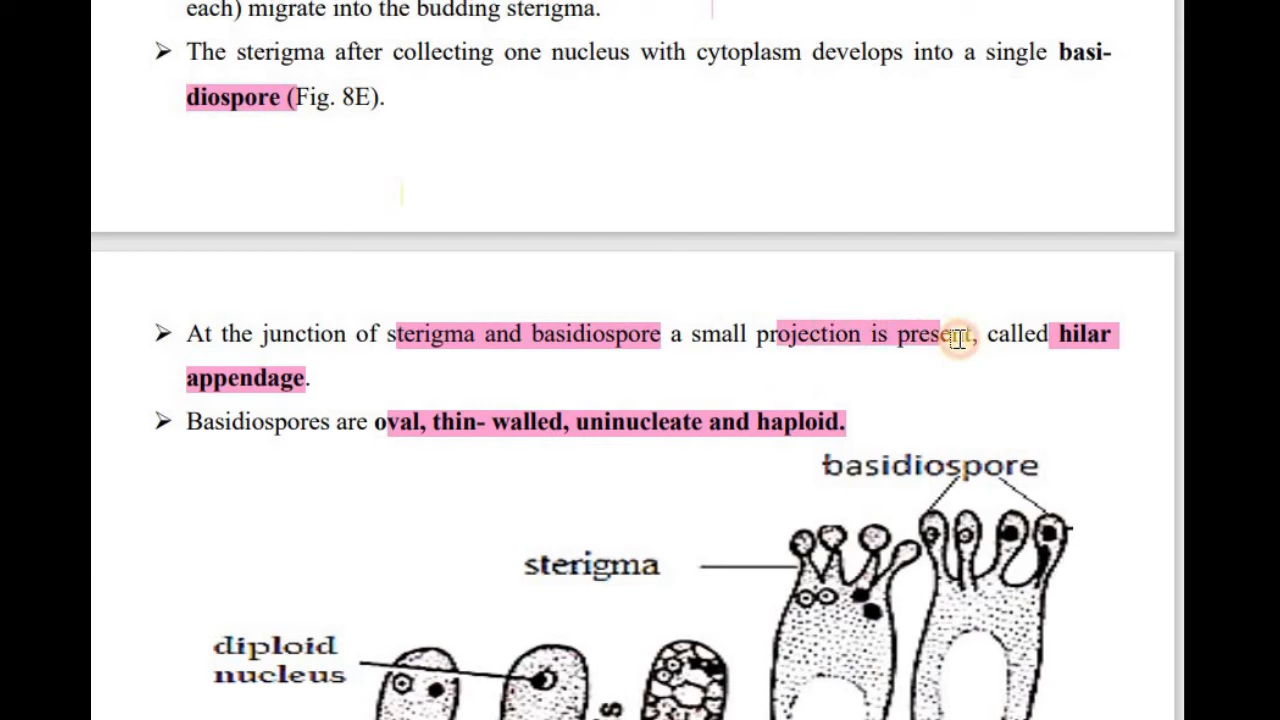 each) migrate into the budding sterigma.
➢ The sterigma after collecting one nucleus with cytoplasm develops into a single basi-
diospore (Fig. 8E).
➢ At the junction of sterigma and basidiospore a small projection is present, called hilar
appendage.
➢ Basidiospores are oval, thin- walled, uninucleate and haploid.
basidiospore
sterigma
diploid
nucleus